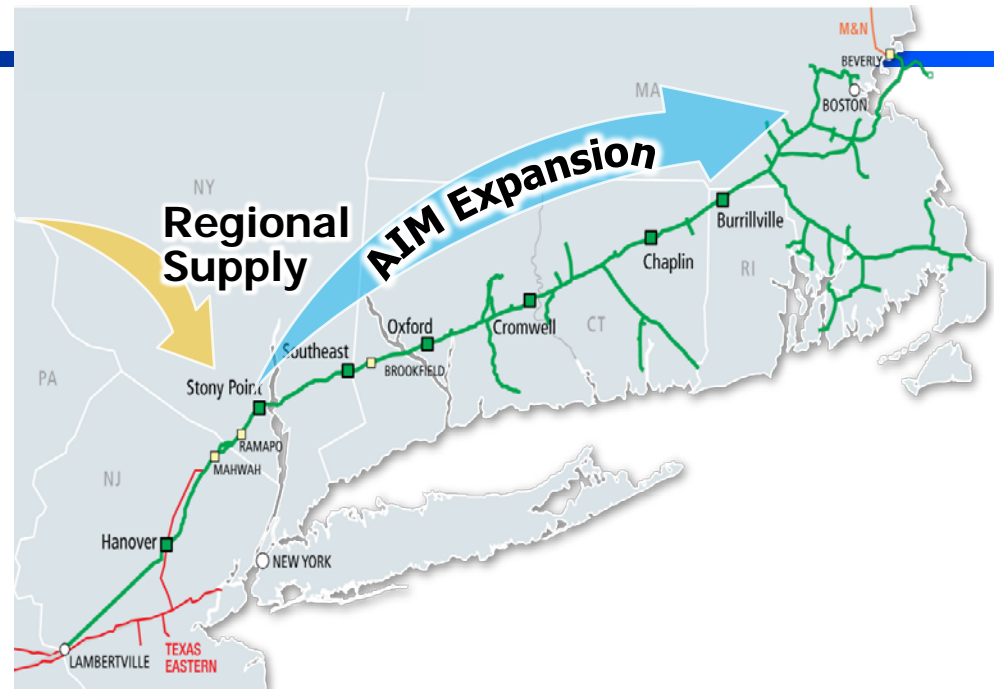 M&N
BEVERLY
BOSTON
MA
AIM Expansion
NY
Regional
Supply
Burrillville
Chaplin
RI
Cromwell
CT
Oxford
Southeast
BROOKFIELD
PA
Stony Point
RAMAPO
MAHWAH
NJ
Hanover
NEW YORK
LAMBERTVILLE
TEXAS
EASTERN